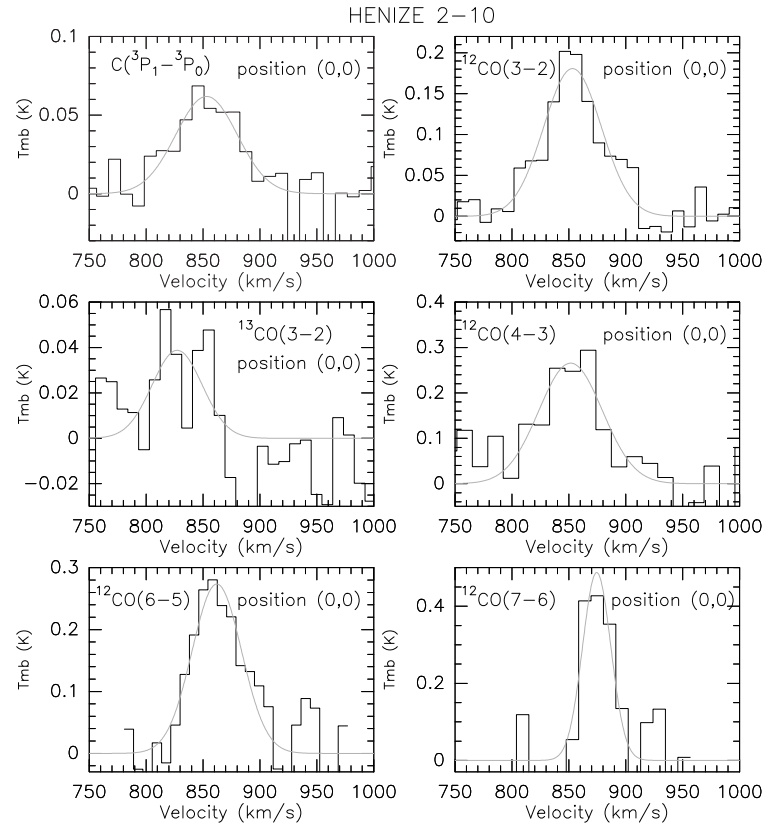 HENIZE 2−10
C(³P₁−³P₀) position (0,0)
Tmb (K)
0.1
0.05
0
750 800 850 900 950 1000
Velocity (km/s)
¹²CO(3−2) position (0,0)
Tmb (K)
0.2
0.15
0.1
0.05
0
750 800 850 900 950 1000
Velocity (km/s)
¹³CO(3−2)
position (0,0)
Tmb (K)
0.06
0.04
0.02
0
−0.02
750 800 850 900 950 1000
Velocity (km/s)
¹²CO(4−3) position (0,0)
Tmb (K)
0.4
0.3
0.2
0.1
0
750 800 850 900 950 1000
Velocity (km/s)
¹²CO(6−5) position (0,0)
Tmb (K)
0.3
0.2
0.1
0
750 800 850 900 950 1000
Velocity (km/s)
¹²CO(7−6) position (0,0)
Tmb (K)
0.4
0.2
0
750 800 850 900 950 1000
Velocity (km/s)